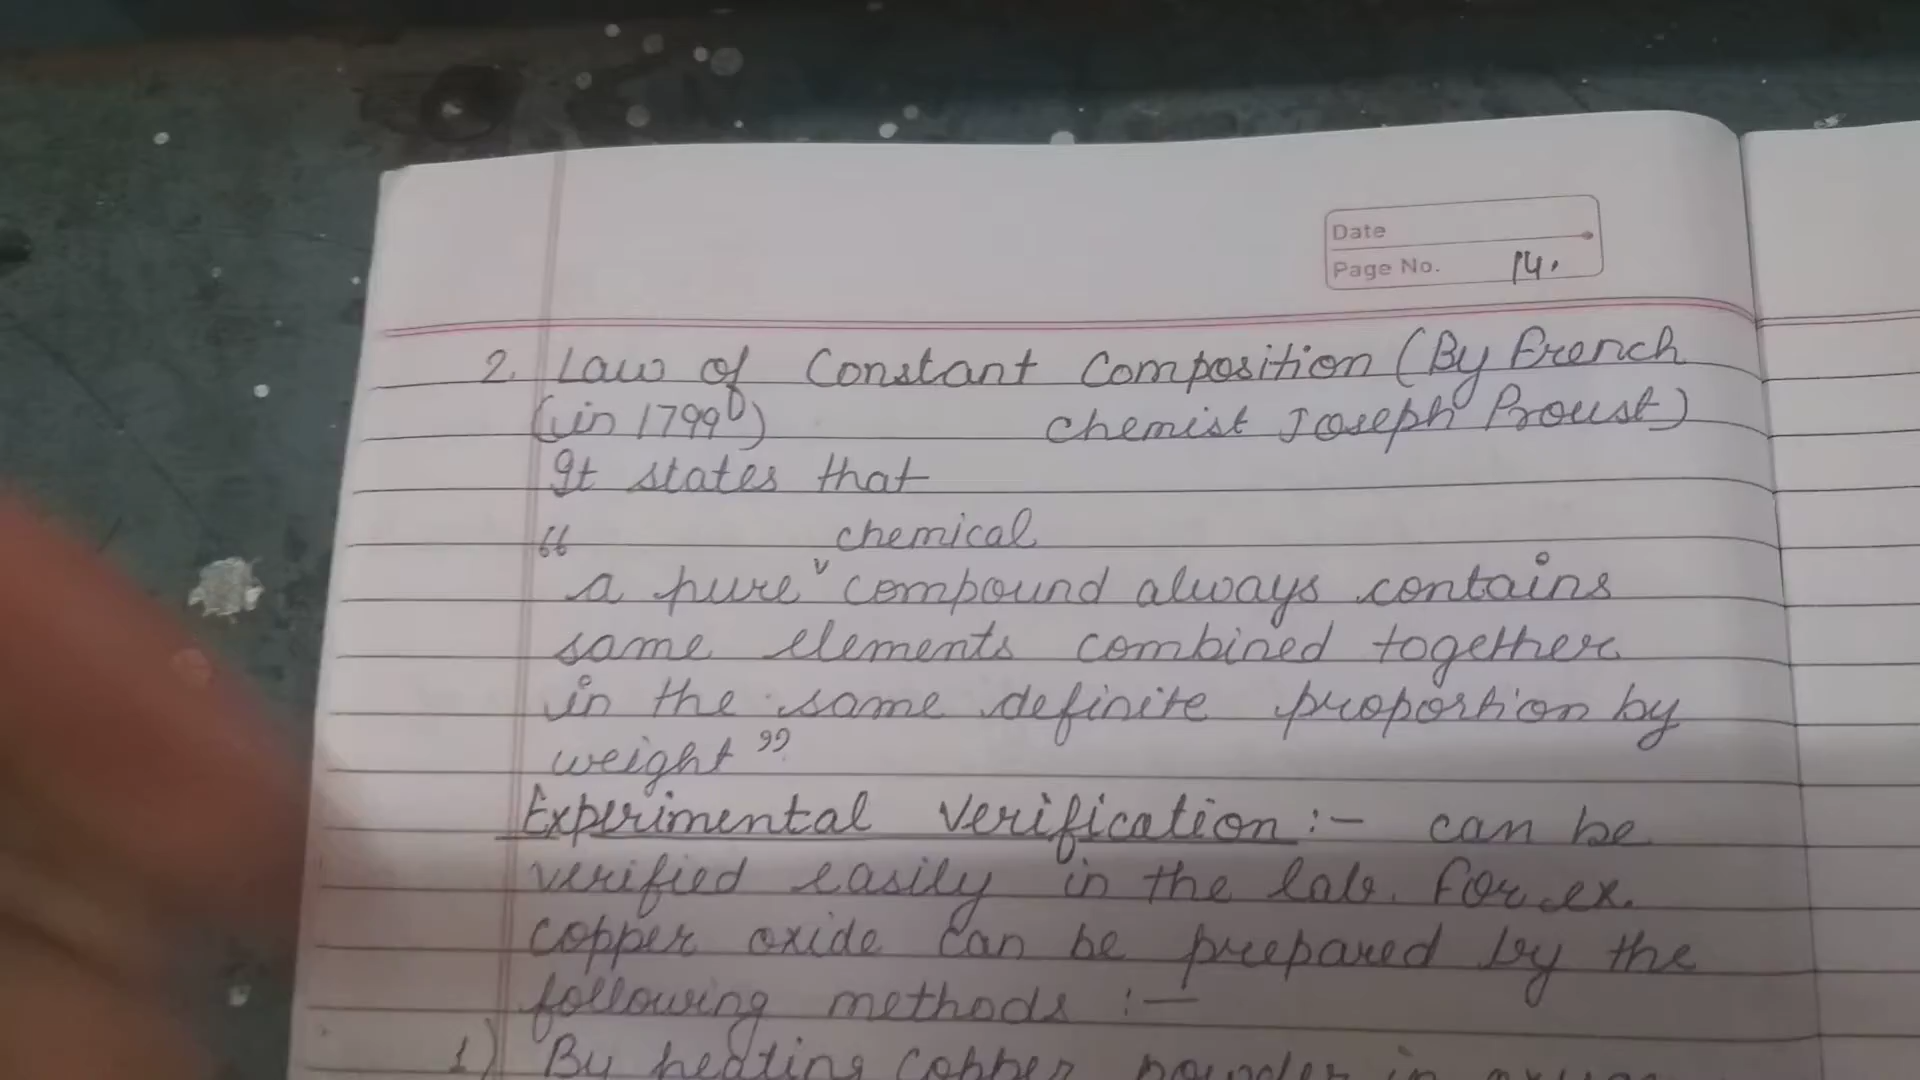 Date
Page No. 14.
2. Law of Constant Composition (By French
(in 1799) chemist Joseph Proust)
It states that
“ chemical
a pure ˅ compound always contains
same elements combined together
in the same definite proportion by
weight”
Experimental verification :- can be
verified easily in the lab. For ex.
copper oxide can be prepared by the
following methods :-
1) By heating copper powder in